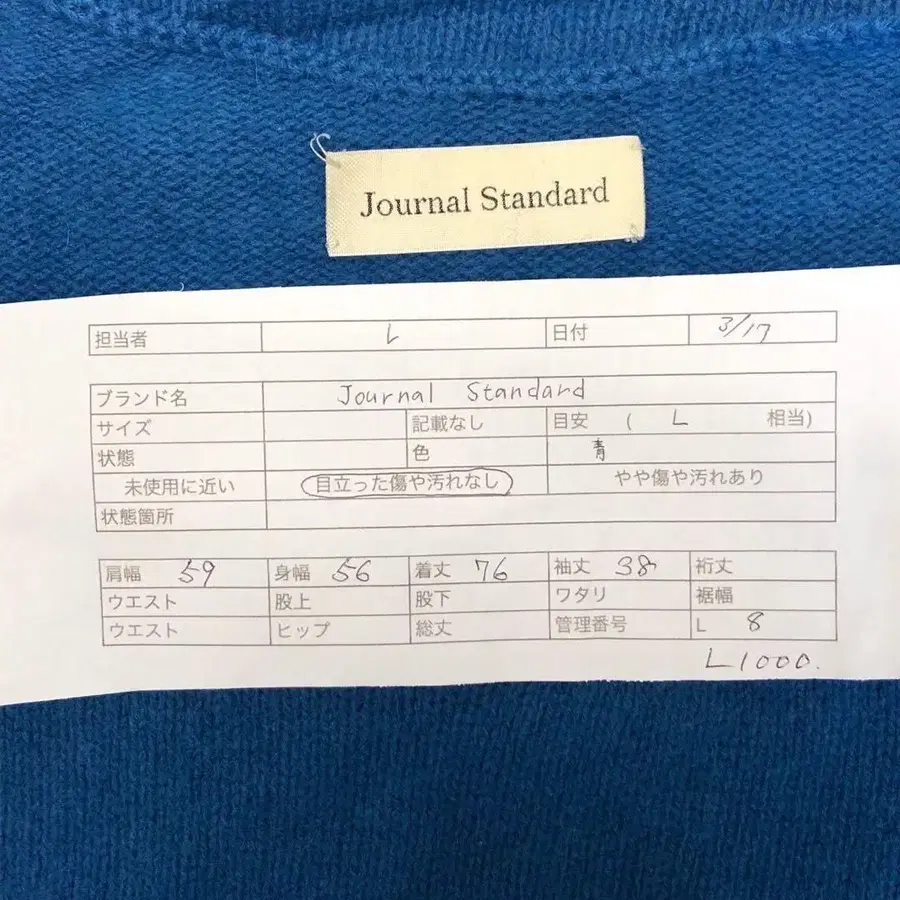 Journal Standard
担当者 L 日付 3/17
ブランド名 Journal Standard
サイズ 記載なし 目安 ( L 相当)
状態 色 青
未使用に近い 目立った傷や汚れなし やや傷や汚れあり
状態箇所
肩幅 59 身幅 56 着丈 76 袖丈 38 裄丈
ウエスト 股上 股下 ワタリ 裾幅
ウエスト ヒップ 総丈 管理番号 L 8
L1000.